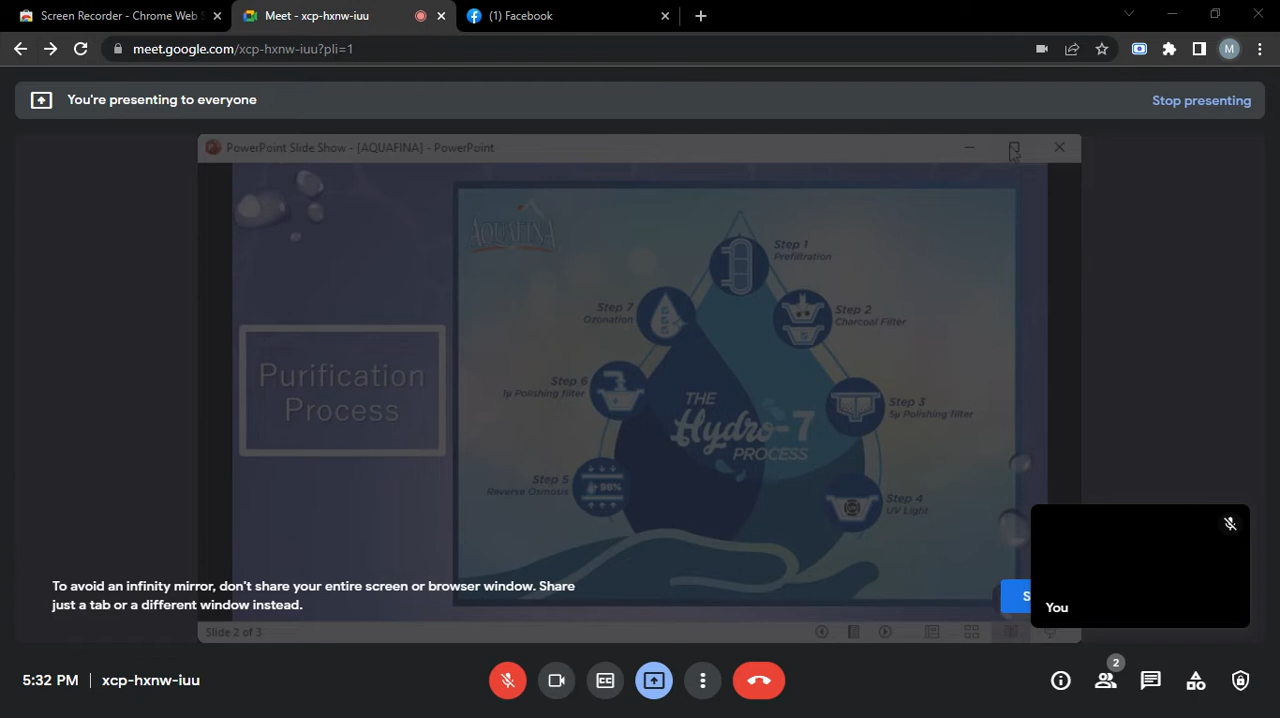 Screen Recorder - Chrome Web S
Meet - xcp-hxnw-iuu
(1) Facebook
meet.google.com/xcp-hxnw-iuu?pli=1
M
You're presenting to everyone
Stop presenting
PowerPoint Slide Show - [AQUAFINA] - PowerPoint
AQUAFINA
Step 1
Prefiltration
Step 7
Ozonation
Step 2
Charcoal Filter
Purification
Process
Step 6
1μ Polishing filter
THE
Hydro-7
PROCESS
Step 3
5μ Polishing filter
Step 5
Reverse Osmosis
98%
Step 4
UV Light
To avoid an infinity mirror, don't share your entire screen or browser window. Share
just a tab or a different window instead.
S
You
Slide 2 of 3
5:32 PM | xcp-hxnw-iuu
2